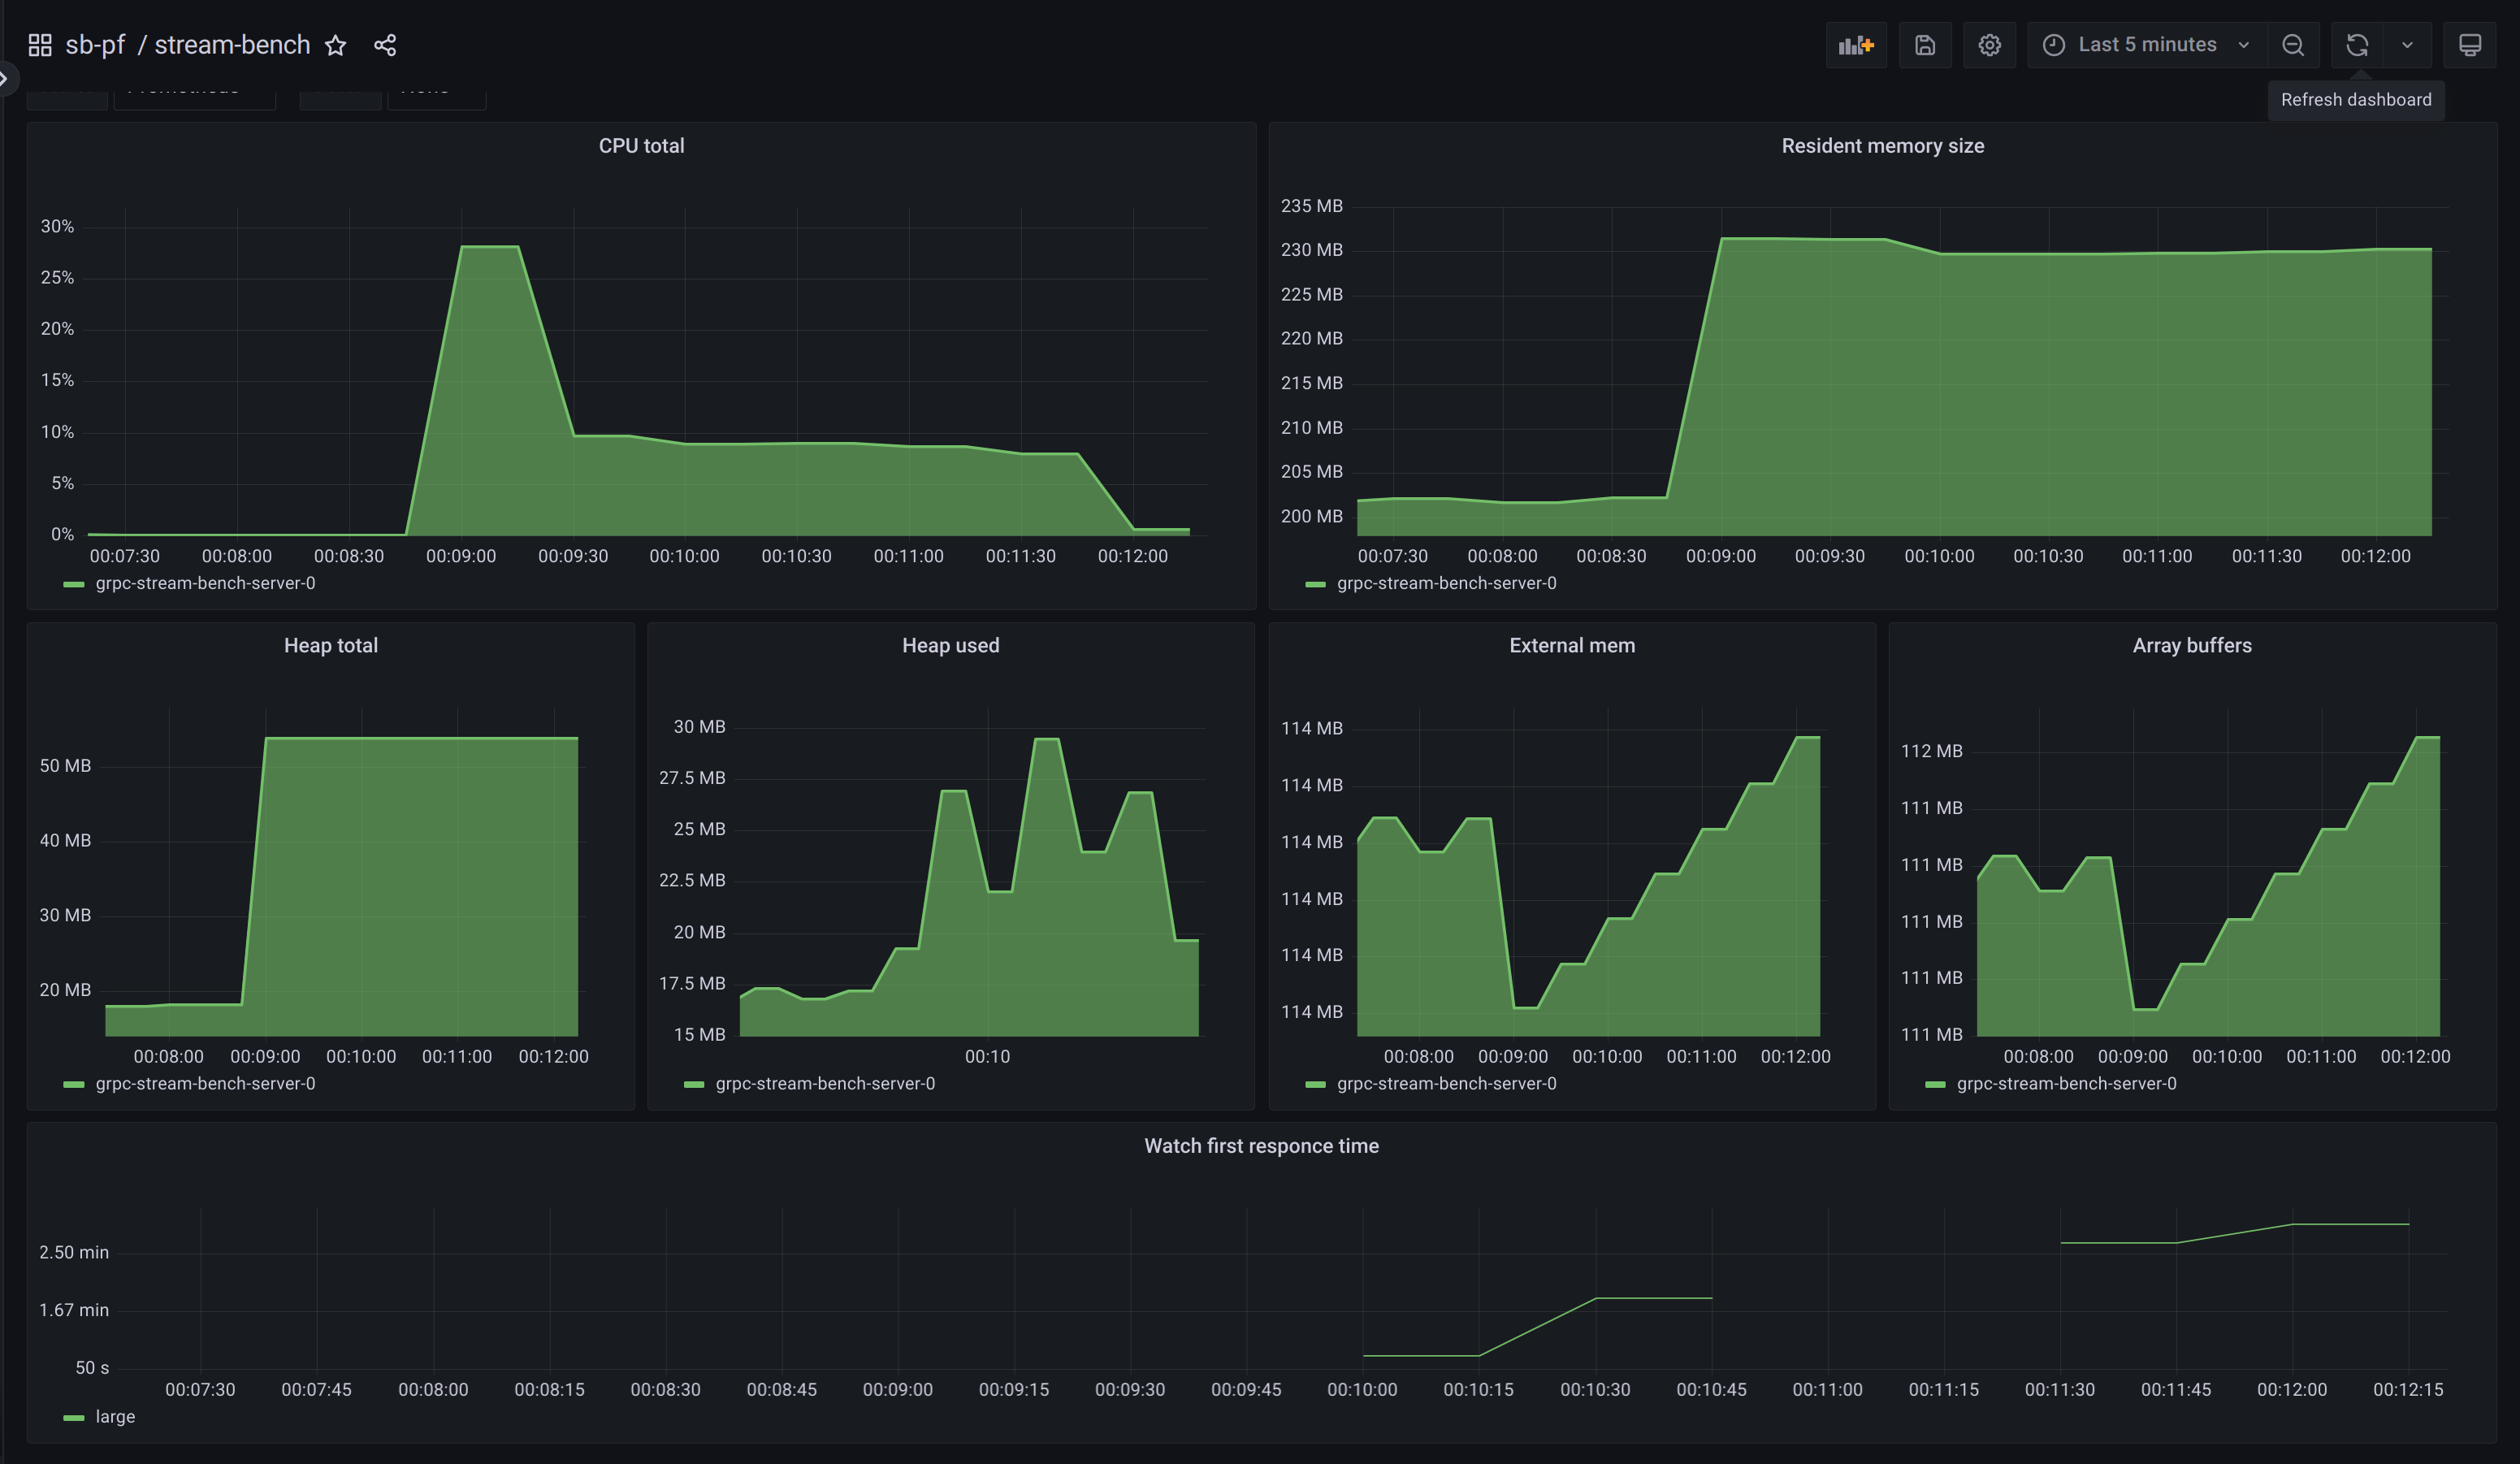 sb-pf / stream-bench
Last 5 minutes
Refresh dashboard
CPU total
30%
25%
20%
15%
10%
5%
0%
00:07:30 00:08:00 00:08:30 00:09:00 00:09:30 00:10:00 00:10:30 00:11:00 00:11:30 00:12:00
grpc-stream-bench-server-0
Resident memory size
235 MB
230 MB
225 MB
220 MB
215 MB
210 MB
205 MB
200 MB
00:07:30 00:08:00 00:08:30 00:09:00 00:09:30 00:10:00 00:10:30 00:11:00 00:11:30 00:12:00
grpc-stream-bench-server-0
Heap total
50 MB
40 MB
30 MB
20 MB
00:08:00 00:09:00 00:10:00 00:11:00 00:12:00
grpc-stream-bench-server-0
Heap used
30 MB
27.5 MB
25 MB
22.5 MB
20 MB
17.5 MB
15 MB
00:10
grpc-stream-bench-server-0
External mem
114 MB
114 MB
114 MB
114 MB
114 MB
114 MB
00:08:00 00:09:00 00:10:00 00:11:00 00:12:00
grpc-stream-bench-server-0
Array buffers
112 MB
111 MB
111 MB
111 MB
111 MB
111 MB
00:08:00 00:09:00 00:10:00 00:11:00 00:12:00
grpc-stream-bench-server-0
Watch first responce time
2.50 min
1.67 min
50 s
00:07:30 00:07:45 00:08:00 00:08:15 00:08:30 00:08:45 00:09:00 00:09:15 00:09:30 00:09:45 00:10:00 00:10:15 00:10:30 00:10:45 00:11:00 00:11:15 00:11:30 00:11:45 00:12:00 00:12:15
large